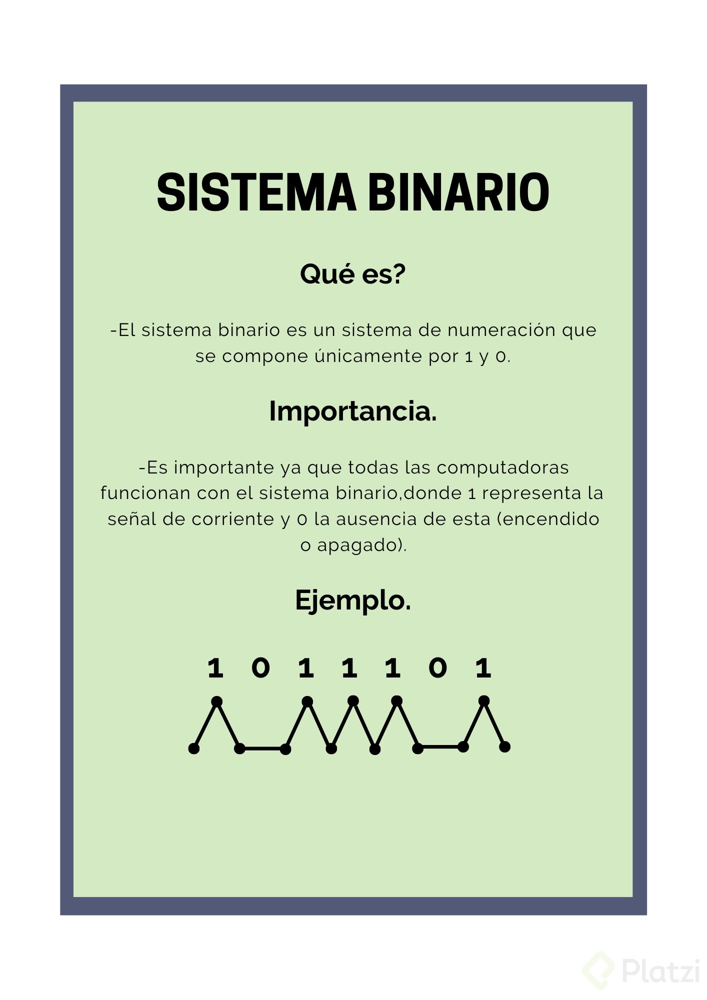 SISTEMA BINARIO
Qué es?
-El sistema binario es un sistema de numeración que
se compone únicamente por 1 y 0.
Importancia.
-Es importante ya que todas las computadoras
funcionan con el sistema binario,donde 1 representa la
señal de corriente y 0 la ausencia de esta (encendido
o apagado).
Ejemplo.
1 0 1 1 1 0 1
Platzi